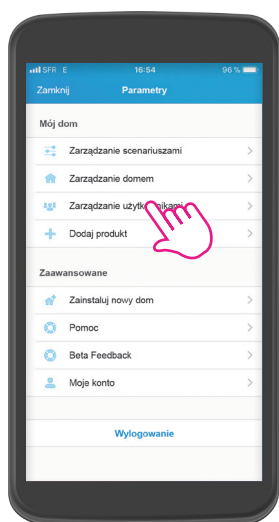 SFR E 16:54 96 %
Zamknij Parametry
Mój dom
Zarządzanie scenariuszami
Zarządzanie domem
Zarządzanie użytkownikami
Dodaj produkt
Zaawansowane
Zainstaluj nowy dom
Pomoc
Beta Feedback
Moje konto
Wylogowanie